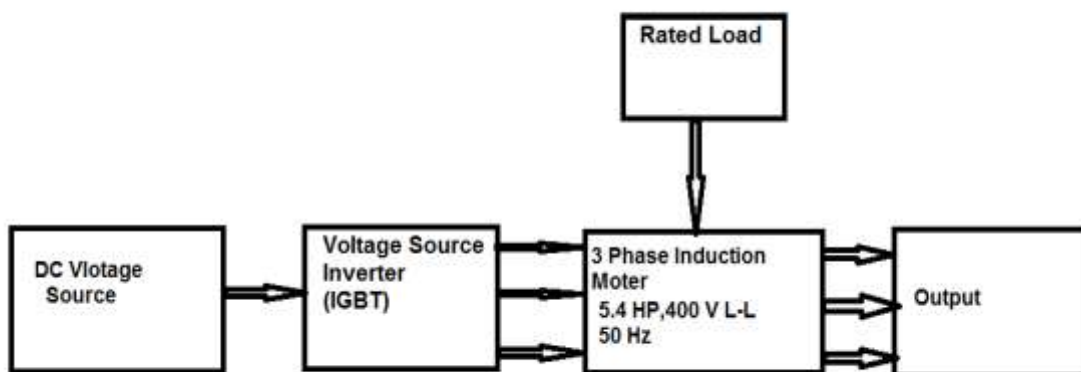 Rated Load
DC Vlotage
Source
Voltage Source
Inverter
(IGBT)
3 Phase Induction
Moter
5.4 HP,400 V L-L
50 Hz
Output